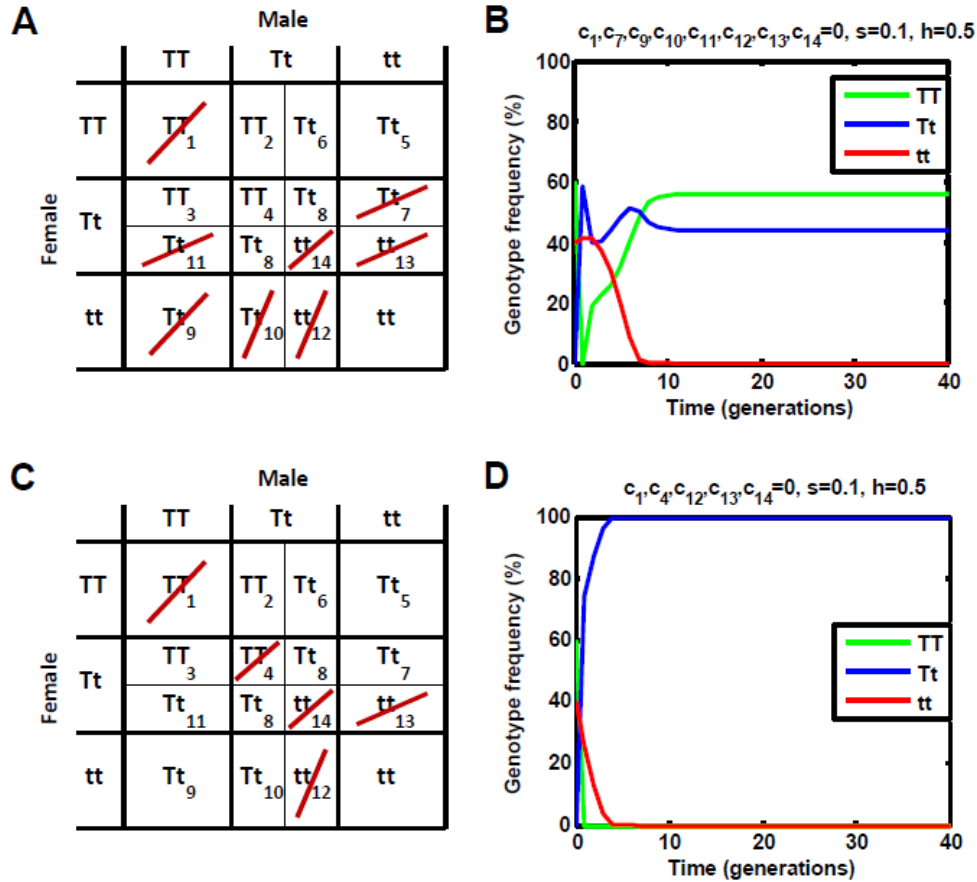 A
Male
TT Tt tt
TT TT1 TT2 Tt6 Tt5
Female
Tt TT3 TT4 Tt8 Tt7
Tt11 Tt8 tt14 tt13
tt Tt9 Tt10 tt12 tt
B
c1,c7,c9,c10,c11,c12,c13,c14=0, s=0.1, h=0.5
Genotype frequency (%)
100
80
60
40
20
0
TT
Tt
tt
0 10 20 30 40
Time (generations)
C
Male
TT Tt tt
TT TT1 TT2 Tt6 Tt5
Female
Tt TT3 TT4 Tt8 Tt7
Tt11 Tt8 tt14 tt13
tt Tt9 Tt10 tt12 tt
D
c1,c4,c12,c13,c14=0, s=0.1, h=0.5
Genotype frequency (%)
100
80
60
40
20
0
TT
Tt
tt
0 10 20 30 40
Time (generations)